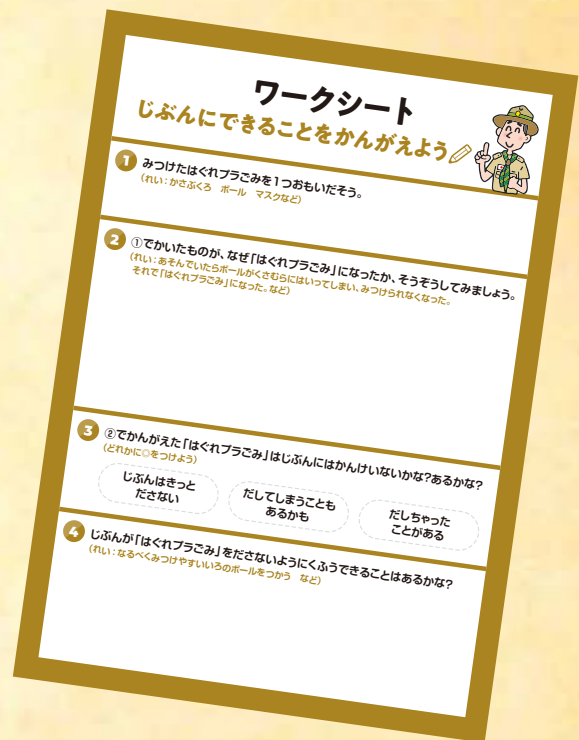 ワークシート
じぶんにできることをかんがえよう
1 みつけたはぐれプラごみを1つおもいだそう。
(れい:かさぶくろ ボール マスクなど)
2 ①でかいたものが、なぜ「はぐれプラごみ」になったか、そうぞうしてみましょう。
(れい:あそんでいたらボールがくさむらにはいってしまい、みつけられなくなった。
それで「はぐれプラごみ」になった。など)
3 ②でかんがえた「はぐれプラごみ」はじぶんにはかんけいないかな?あるかな?
(どれかに◎をつけよう)
じぶんはきっと
ださない
だしてしまうことも
あるかも
だしちゃった
ことがある
4 じぶんが「はぐれプラごみ」をださないようにくふうできることはあるかな?
(れい:なるべくみつけやすいいろのボールをつかう など)